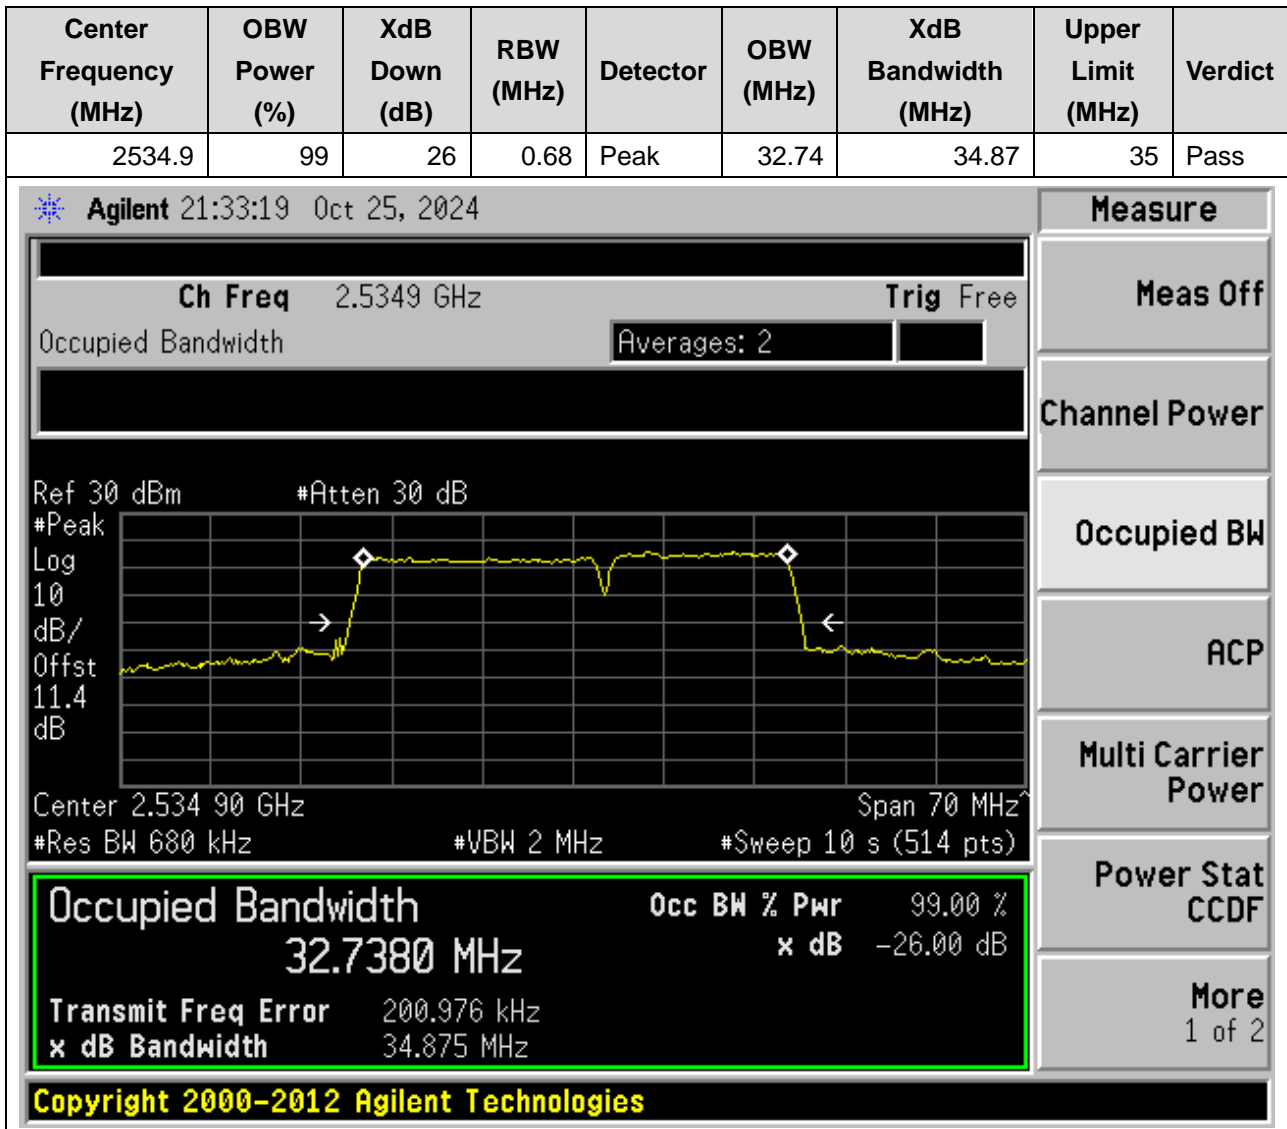 Center Frequency (MHz) OBW Power (%) XdB Down (dB) RBW (MHz) Detector OBW (MHz) XdB Bandwidth (MHz) Upper Limit (MHz) Verdict
2534.9 99 26 0.68 Peak 32.74 34.87 35 Pass
Agilent 21:33:19 Oct 25, 2024
Measure
Ch Freq 2.5349 GHz Trig Free
Meas Off
Occupied Bandwidth Averages: 2
Channel Power
Ref 30 dBm #Atten 30 dB
#Peak
Log
10
dB/
Offst
11.4
dB
Occupied BW
ACP
Multi Carrier
Power
Center 2.534 90 GHz Span 70 MHz^
#Res BW 680 kHz #VBW 2 MHz #Sweep 10 s (514 pts)
Power Stat
CCDF
Occupied Bandwidth Occ BW % Pwr 99.00 %
32.7380 MHz x dB -26.00 dB
Transmit Freq Error 200.976 kHz
x dB Bandwidth 34.875 MHz
More
1 of 2
Copyright 2000-2012 Agilent Technologies